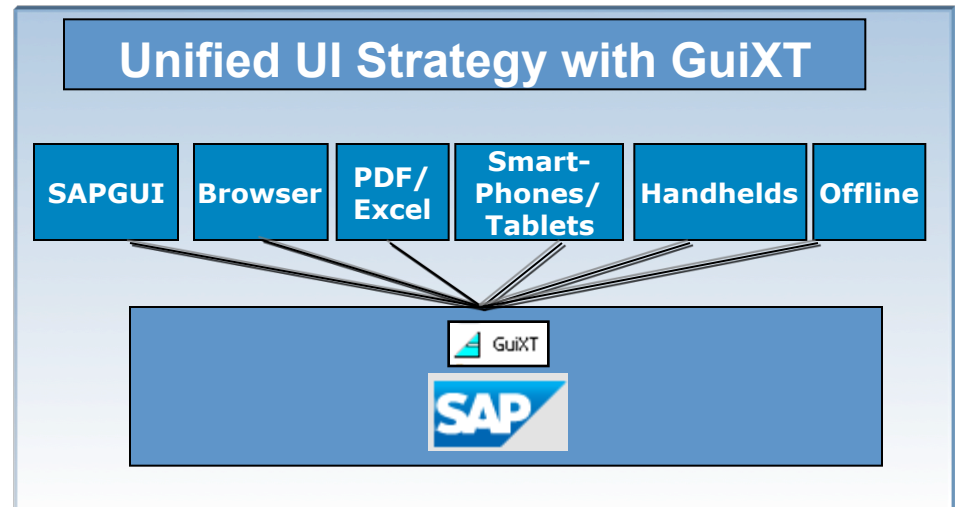 Unified UI Strategy with GuiXT
SAPGUI
Browser
PDF/
Excel
Smart-
Phones/
Tablets
Handhelds
Offline
GuiXT
SAP